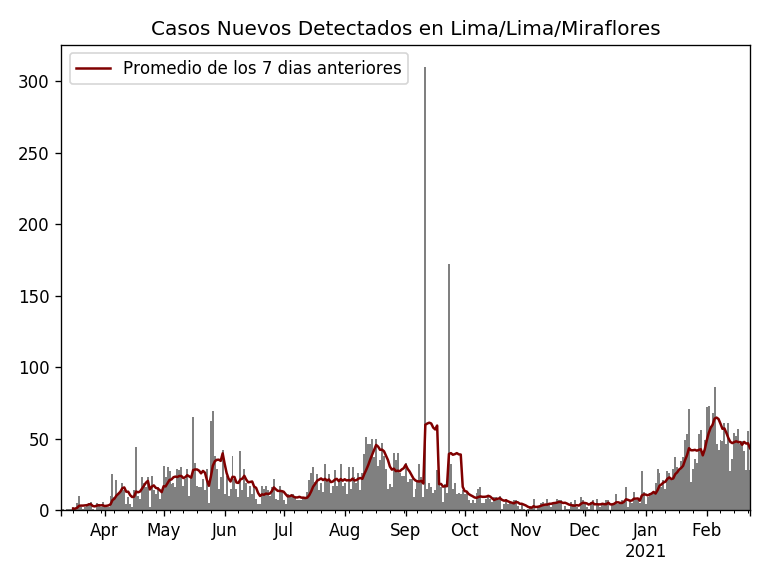 Casos Nuevos Detectados en Lima/Lima/Miraflores
Promedio de los 7 dias anteriores
300
250
200
150
100
50
0
Apr May Jun Jul Aug Sep Oct Nov Dec Jan Feb
2021